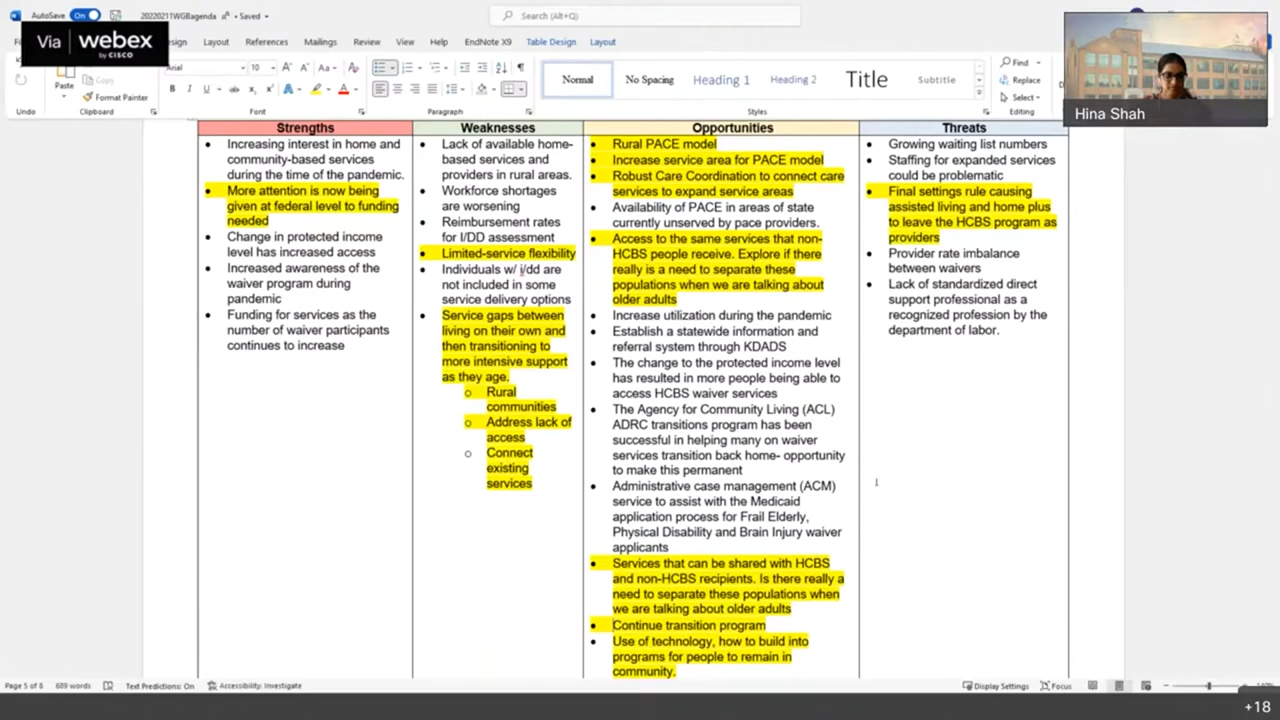 AutoSave On 20220211WGBagenda • Saved Search (Alt+Q)
Via webex by CISCO
Design Layout References Mailings Review View Help EndNote X9 Table Design Layout
Paste Copy Format Painter
Arial 10
Normal No Spacing Heading 1 Heading 2 Title Subtitle
Find
Replace
Select
Undo Clipboard Font Paragraph Styles Editing
Hina Shah
Strengths
• Increasing interest in home and
community-based services
during the time of the pandemic.
• More attention is now being
given at federal level to funding
needed
• Change in protected income
level has increased access
• Increased awareness of the
waiver program during
pandemic
• Funding for services as the
number of waiver participants
continues to increase
Weaknesses
• Lack of available home-
based services and
providers in rural areas.
• Workforce shortages
are worsening
• Reimbursement rates
for I/DD assessment
• Limited-service flexibility
• Individuals w/ i/dd are
not included in some
service delivery options
• Service gaps between
living on their own and
then transitioning to
more intensive support
as they age.
o Rural
communities
o Address lack of
access
o Connect
existing
services
Opportunities
• Rural PACE model
• Increase service area for PACE model
• Robust Care Coordination to connect care
services to expand service areas
• Availability of PACE in areas of state
currently unserved by pace providers.
• Access to the same services that non-
HCBS people receive. Explore if there
really is a need to separate these
populations when we are talking about
older adults
• Increase utilization during the pandemic
• Establish a statewide information and
referral system through KDADS
• The change to the protected income level
has resulted in more people being able to
access HCBS waiver services
• The Agency for Community Living (ACL)
ADRC transitions program has been
successful in helping many on waiver
services transition back home- opportunity
to make this permanent
• Administrative case management (ACM)
service to assist with the Medicaid
application process for Frail Elderly,
Physical Disability and Brain Injury waiver
applicants
• Services that can be shared with HCBS
and non-HCBS recipients. Is there really a
need to separate these populations when
we are talking about older adults
• Continue transition program
• Use of technology, how to build into
programs for people to remain in
community.
Threats
• Growing waiting list numbers
• Staffing for expanded services
could be problematic
• Final settings rule causing
assisted living and home plus
to leave the HCBS program as
providers
• Provider rate imbalance
between waivers
• Lack of standardized direct
support professional as a
recognized profession by the
department of labor.
Page 5 of 8 689 words Text Predictions: On Accessibility: Investigate Display Settings Focus
+18